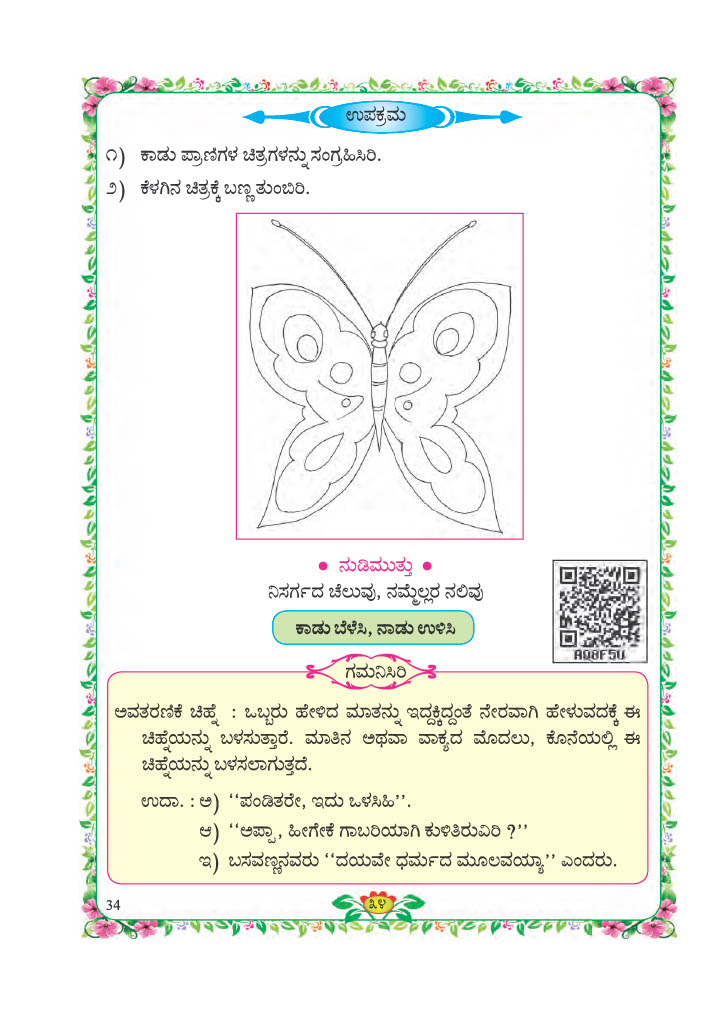 ಉಪಕ್ರಮ
೧) ಕಾಡು ಪ್ರಾಣಿಗಳ ಚಿತ್ರಗಳನ್ನು ಸಂಗ್ರಹಿಸಿರಿ.
೨) ಕೆಳಗಿನ ಚಿತ್ರಕ್ಕೆ ಬಣ್ಣ ತುಂಬಿರಿ.
• ನುಡಿಮುತ್ತು •
ನಿಸರ್ಗದ ಚೆಲುವು, ನಮ್ಮೆಲ್ಲರ ನಲಿವು
ಕಾಡು ಬೆಳೆಸಿ, ನಾಡು ಉಳಿಸಿ
AQ8F5U
ಗಮನಿಸಿರಿ
ಅವತರಣಿಕೆ ಚಿಹ್ನೆ : ಒಬ್ಬರು ಹೇಳಿದ ಮಾತನ್ನು ಇದ್ದಕ್ಕಿದ್ದಂತೆ ನೇರವಾಗಿ ಹೇಳುವದಕ್ಕೆ ಈ
ಚಿಹ್ನೆಯನ್ನು ಬಳಸುತ್ತಾರೆ. ಮಾತಿನ ಅಥವಾ ವಾಕ್ಯದ ಮೊದಲು, ಕೊನೆಯಲ್ಲಿ ಈ
ಚಿಹ್ನೆಯನ್ನು ಬಳಸಲಾಗುತ್ತದೆ.
ಉದಾ. : ಅ) ‘‘ಪಂಡಿತರೇ, ಇದು ಒಳಸಿಹಿ’’.
ಆ) ‘‘ಅಪ್ಪಾ, ಹೀಗೇಕೆ ಗಾಬರಿಯಾಗಿ ಕುಳಿತಿರುವಿರಿ ?’’
ಇ) ಬಸವಣ್ಣನವರು ‘‘ದಯವೇ ಧರ್ಮದ ಮೂಲವಯ್ಯಾ’’ ಎಂದರು.
34
೩೪